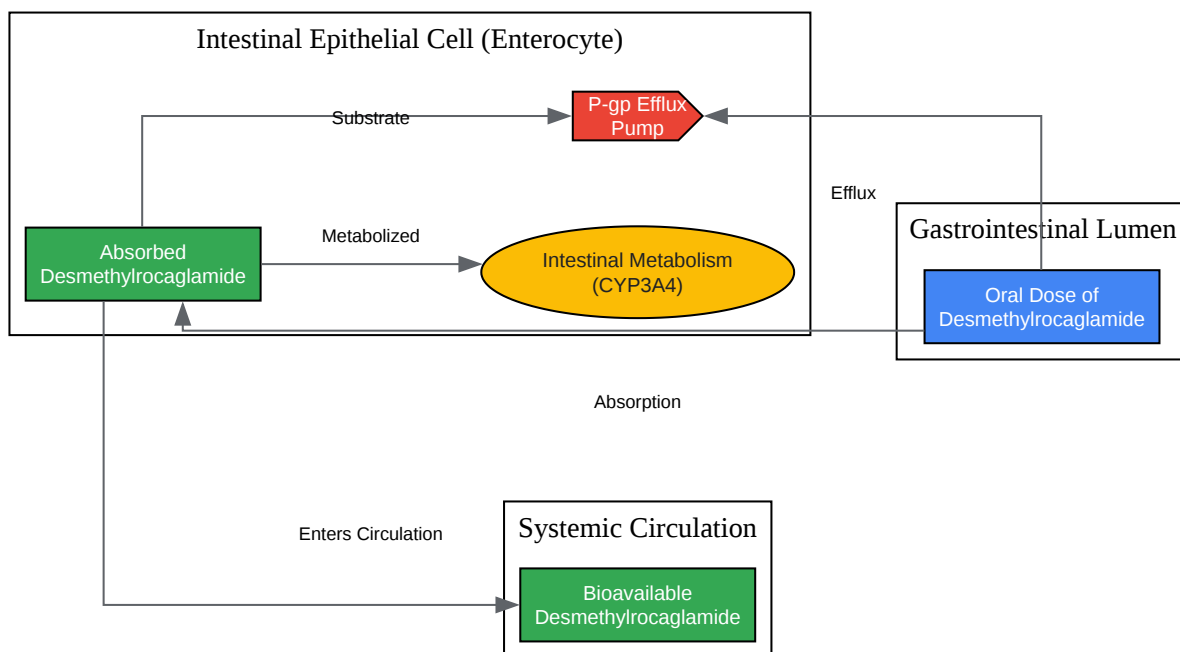 Intestinal Epithelial Cell (Enterocyte)
P-gp Efflux
Pump
Substrate
Efflux
Gastrointestinal Lumen
Absorbed
Desmethylrocaglamide
Metabolized
Intestinal Metabolism
(CYP3A4)
Oral Dose of
Desmethylrocaglamide
Absorption
Enters Circulation
Systemic Circulation
Bioavailable
Desmethylrocaglamide